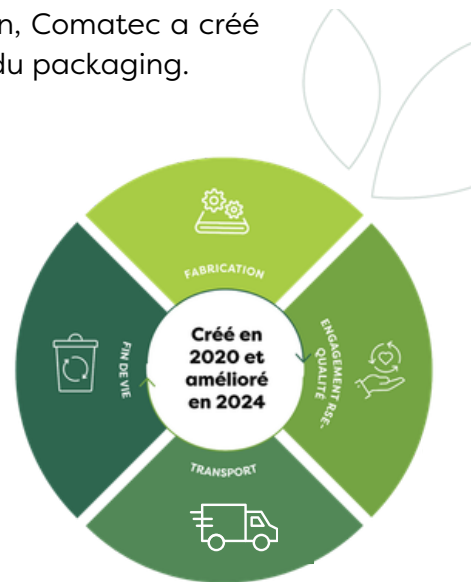 n, Comatec a créé
du packaging.
FABRICATION
ENGAGEMENT RSE-
QUALITÉ
TRANSPORT
FIN DE VIE
Créé en
2020 et
amélioré
en 2024